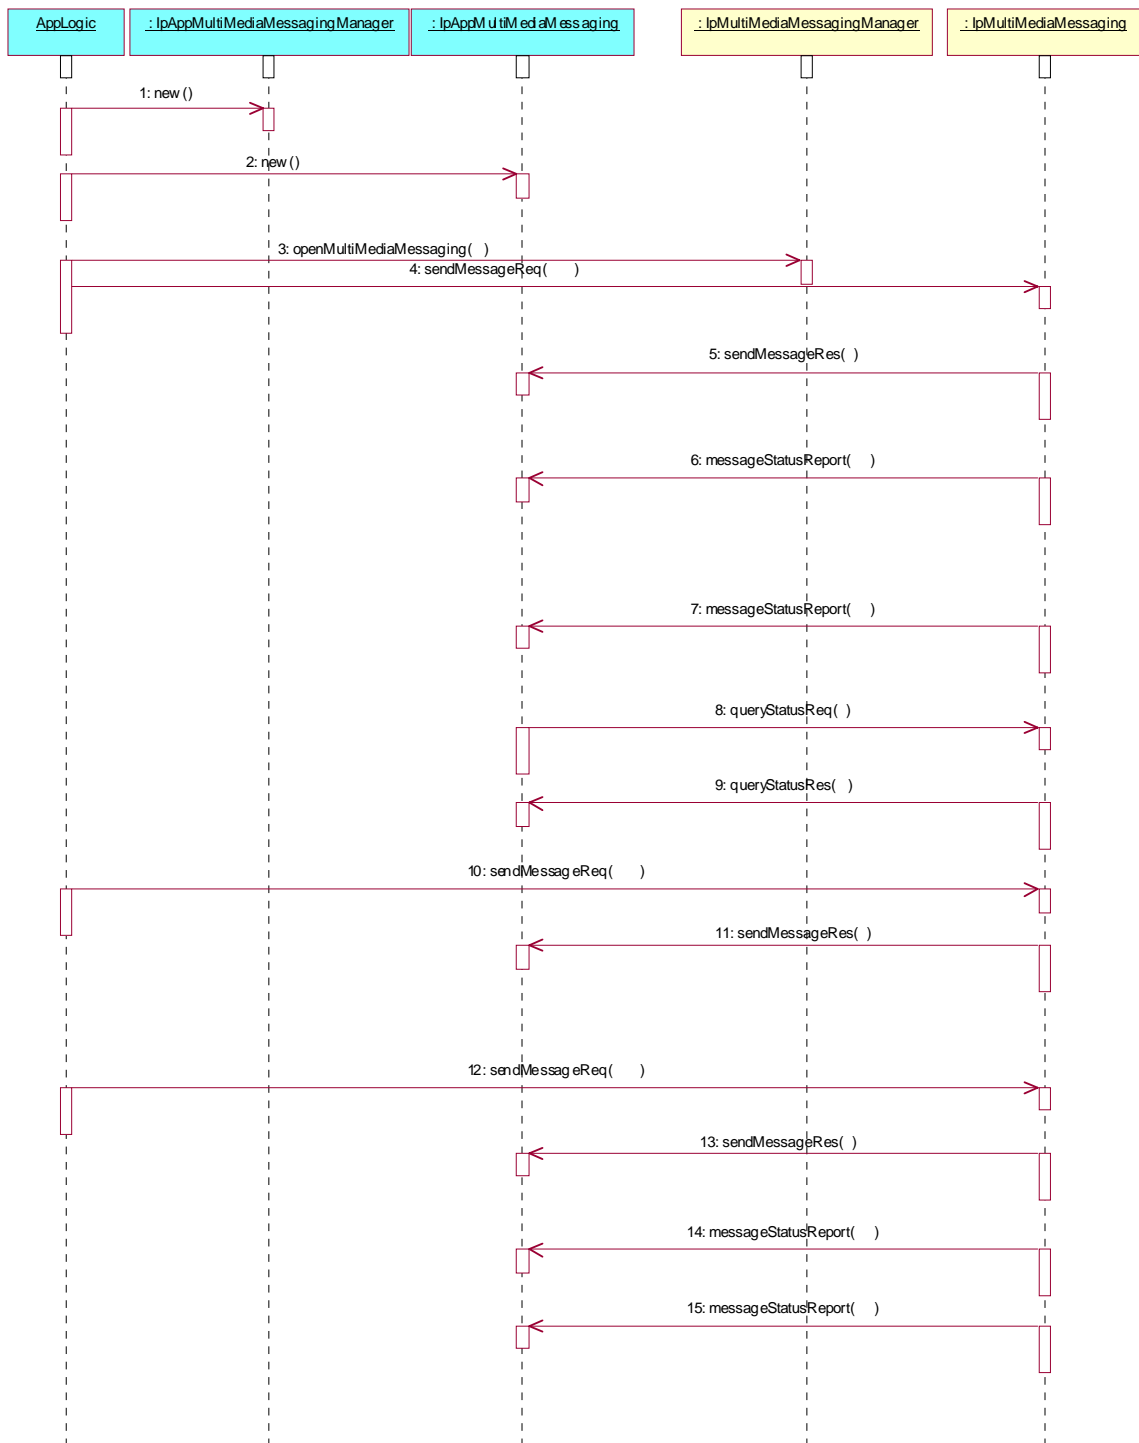 AppLogic
: IpAppMultiMediaMessagingManager
: IpAppMultiMediaMessaging
: IpMultiMediaMessagingManager
: IpMultiMediaMessaging
1: new ()
2: new ()
3: openMultiMediaMessaging( )
4: sendMessageReq( )
5: sendMessageRes( )
6: messageStatusReport( )
7: messageStatusReport( )
8: queryStatusReq( )
9: queryStatusRes( )
10: sendMessageReq( )
11: sendMessageRes( )
12: sendMessageReq( )
13: sendMessageRes( )
14: messageStatusReport( )
15: messageStatusReport( )